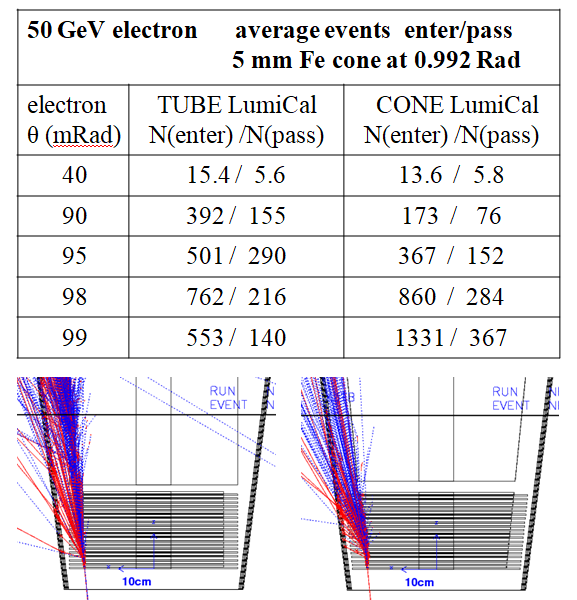 50 GeV electron average events enter/pass
5 mm Fe cone at 0.992 Rad
electron TUBE LumiCal CONE LumiCal
θ (mRad) N(enter) /N(pass) N(enter) /N(pass)
40 15.4 / 5.6 13.6 / 5.8
90 392 / 155 173 / 76
95 501 / 290 367 / 152
98 762 / 216 860 / 284
99 553 / 140 1331 / 367
RUN N RUN NI
EVENT N EVENT NI
z z
x x
10cm 10cm